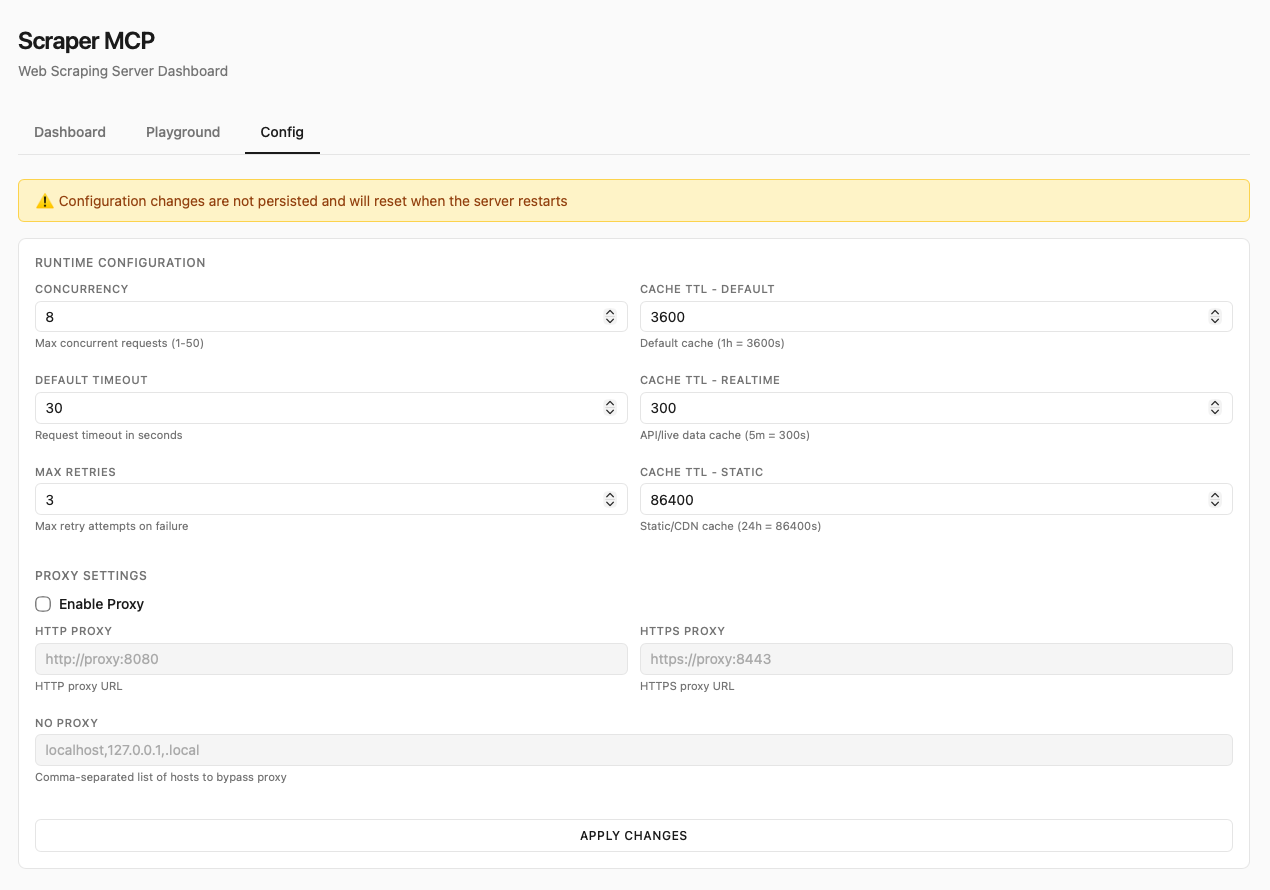 Scraper MCP
Web Scraping Server Dashboard
Dashboard
Playground
Config
⚠️ Configuration changes are not persisted and will reset when the server restarts
RUNTIME CONFIGURATION
CONCURRENCY
8
Max concurrent requests (1-50)
CACHE TTL - DEFAULT
3600
Default cache (1h = 3600s)
DEFAULT TIMEOUT
30
Request timeout in seconds
CACHE TTL - REALTIME
300
API/live data cache (5m = 300s)
MAX RETRIES
3
Max retry attempts on failure
CACHE TTL - STATIC
86400
Static/CDN cache (24h = 86400s)
PROXY SETTINGS
Enable Proxy
HTTP PROXY
http://proxy:8080
HTTP proxy URL
HTTPS PROXY
https://proxy:8443
HTTPS proxy URL
NO PROXY
localhost,127.0.0.1,.local
Comma-separated list of hosts to bypass proxy
APPLY CHANGES